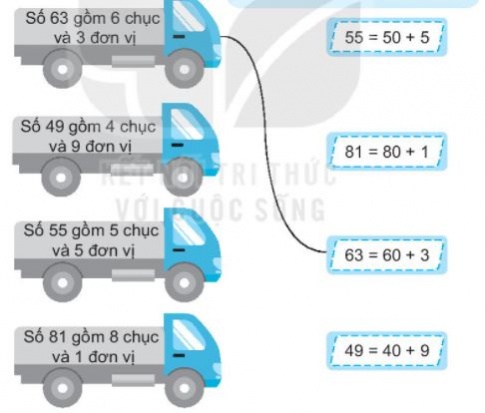 Số 63 gồm 6 chục
và 3 đơn vị
55 = 50 + 5
Số 49 gồm 4 chục
và 9 đơn vị
81 = 80 + 1
KẾT NỐI TRI THỨC
VỚI CUỘC SỐNG
Số 55 gồm 5 chục
và 5 đơn vị
63 = 60 + 3
Số 81 gồm 8 chục
và 1 đơn vị
49 = 40 + 9